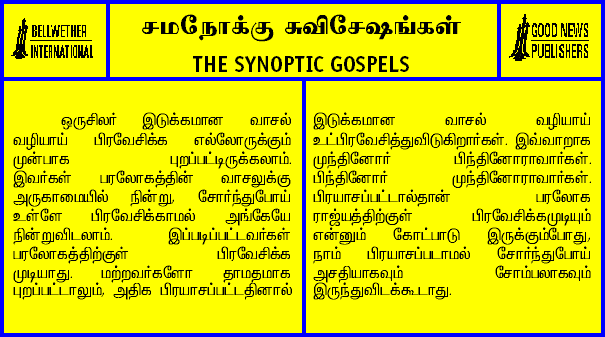 BELLWETHER
INTERNATIONAL
சமநோக்கு சுவிசேஷங்கள்
THE SYNOPTIC GOSPELS
GOOD NEWS
PUBLISHERS
ஒருசிலர் இடுக்கமான வாசல்
வழியாய் பிரவேசிக்க எல்லோருக்கும்
முன்பாக புறப்பட்டிருக்கலாம்.
இவர்கள் பரலோகத்தின் வாசலுக்கு
அருகாமையில் நின்று, சோர்ந்துபோய்
உள்ளே பிரவேசிக்காமல் அங்கேயே
நின்றுவிடலாம். இப்படிப்பட்டவர்கள்
பரலோகத்திற்குள் பிரவேசிக்க
முடியாது. மற்றவர்களோ தாமதமாக
புறப்பட்டாலும், அதிக பிரயாசப்பட்டதினால்
இடுக்கமான வாசல் வழியாய்
உட்பிரவேசித்துவிடுகிறார்கள். இவ்வாறாக
முந்தினோர் பிந்தினோராவார்கள்.
பிந்தினோர் முந்தினோராவார்கள்.
பிரயாசப்பட்டால்தான் பரலோக
ராஜ்யத்திற்குள் பிரவேசிக்கமுடியும்
என்னும் கோட்பாடு இருக்கும்போது,
நாம் பிரயாசப்படாமல் சோர்ந்துபோய்
அசதியாகவும் சோம்பலாகவும்
இருந்துவிடக்கூடாது.